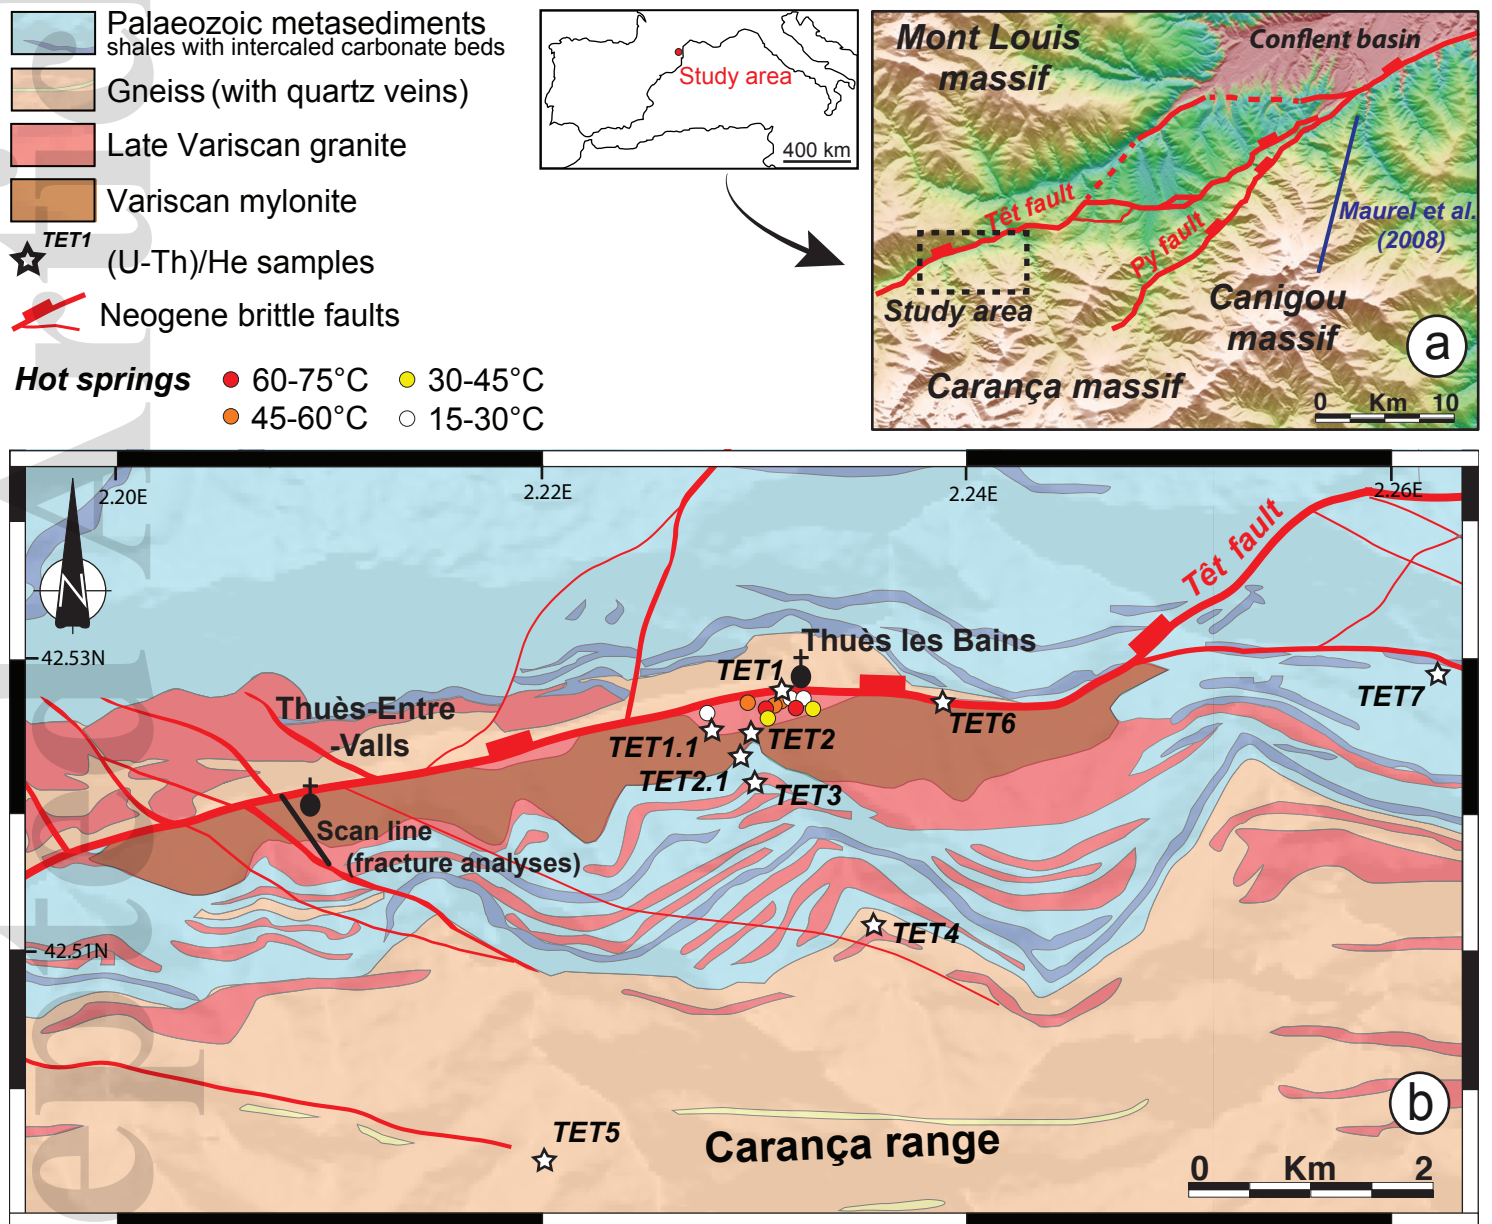 Palaeozoic metasediments
shales with intercaled carbonate beds
Gneiss (with quartz veins)
Late Variscan granite
Variscan mylonite
TET1
(U-Th)/He samples
Neogene brittle faults
Hot springs
60-75°C
30-45°C
45-60°C
15-30°C
Study area
400 km
Mont Louis
massif
Conflent basin
Têt fault
Py fault
Maurel et al.
(2008)
Study area
Canigou
massif
Carança massif
a
0 Km 10
2.20E
2.22E
2.24E
2.26E
Têt fault
N
42.53N
Thuès les Bains
TET1
TET7
Thuès-Entre
-Valls
TET6
TET1.1
TET2
TET2.1
TET3
Scan line
(fracture analyses)
TET4
42.51N
b
TET5
Carança range
0 Km 2
epted Artic